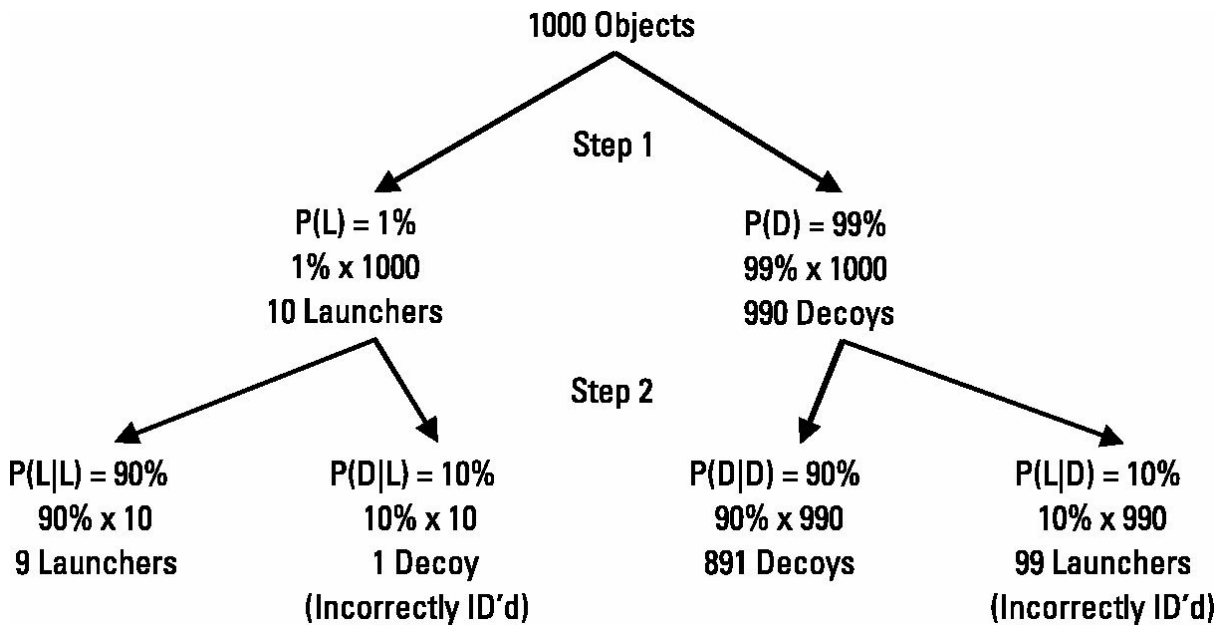 1000 Objects
Step 1
P(L) = 1%
1% x 1000
10 Launchers
P(D) = 99%
99% x 1000
990 Decoys
Step 2
P(L|L) = 90%
90% x 10
9 Launchers
P(D|L) = 10%
10% x 10
1 Decoy
(Incorrectly ID'd)
P(D|D) = 90%
90% x 990
891 Decoys
P(L|D) = 10%
10% x 990
99 Launchers
(Incorrectly ID'd)